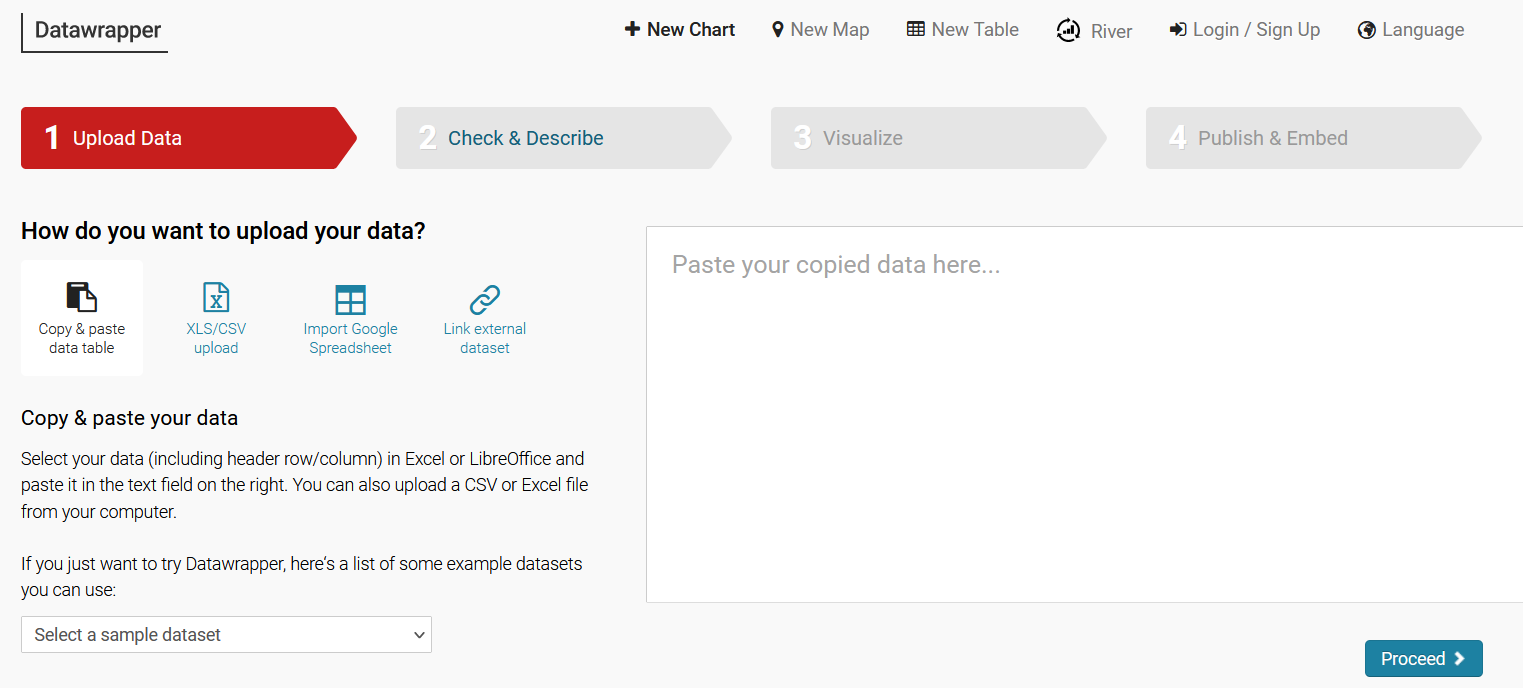 Datawrapper
New Chart
New Map
New Table
River
Login / Sign Up
Language
1 Upload Data
2 Check & Describe
3 Visualize
4 Publish & Embed
How do you want to upload your data?
Copy & paste
data table
XLS/CSV
upload
Import Google
Spreadsheet
Link external
dataset
Copy & paste your data
Select your data (including header row/column) in Excel or LibreOffice and
paste it in the text field on the right. You can also upload a CSV or Excel file
from your computer.
If you just want to try Datawrapper, here‘s a list of some example datasets
you can use:
Select a sample dataset
Paste your copied data here...
Proceed